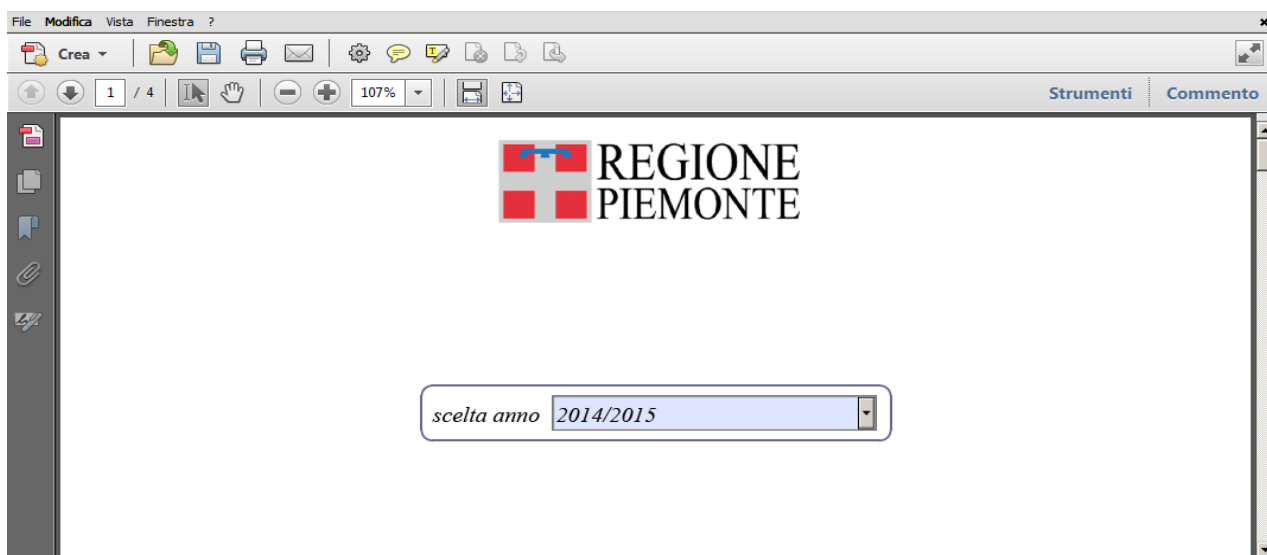 File Modifica Vista Finestra ?
Crea
1 / 4 107% Strumenti Commento
REGIONE
PIEMONTE
scelta anno 2014/2015